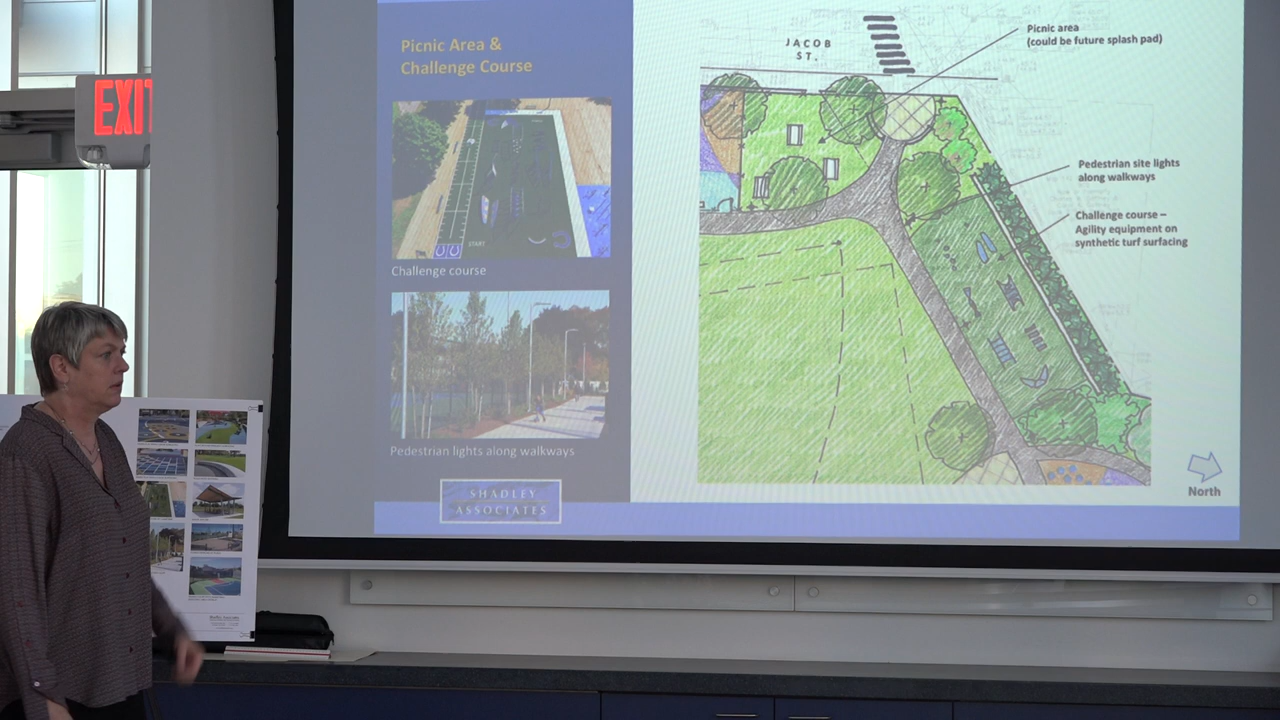 EXIT
Picnic Area &
Challenge Course
START
Challenge course
Pedestrian lights along walkways
SHADLEY
ASSOCIATES
JACOB
ST.
Picnic area
(could be future splash pad)
Pedestrian site lights
along walkways
Challenge course –
Agility equipment on
synthetic turf surfacing
North